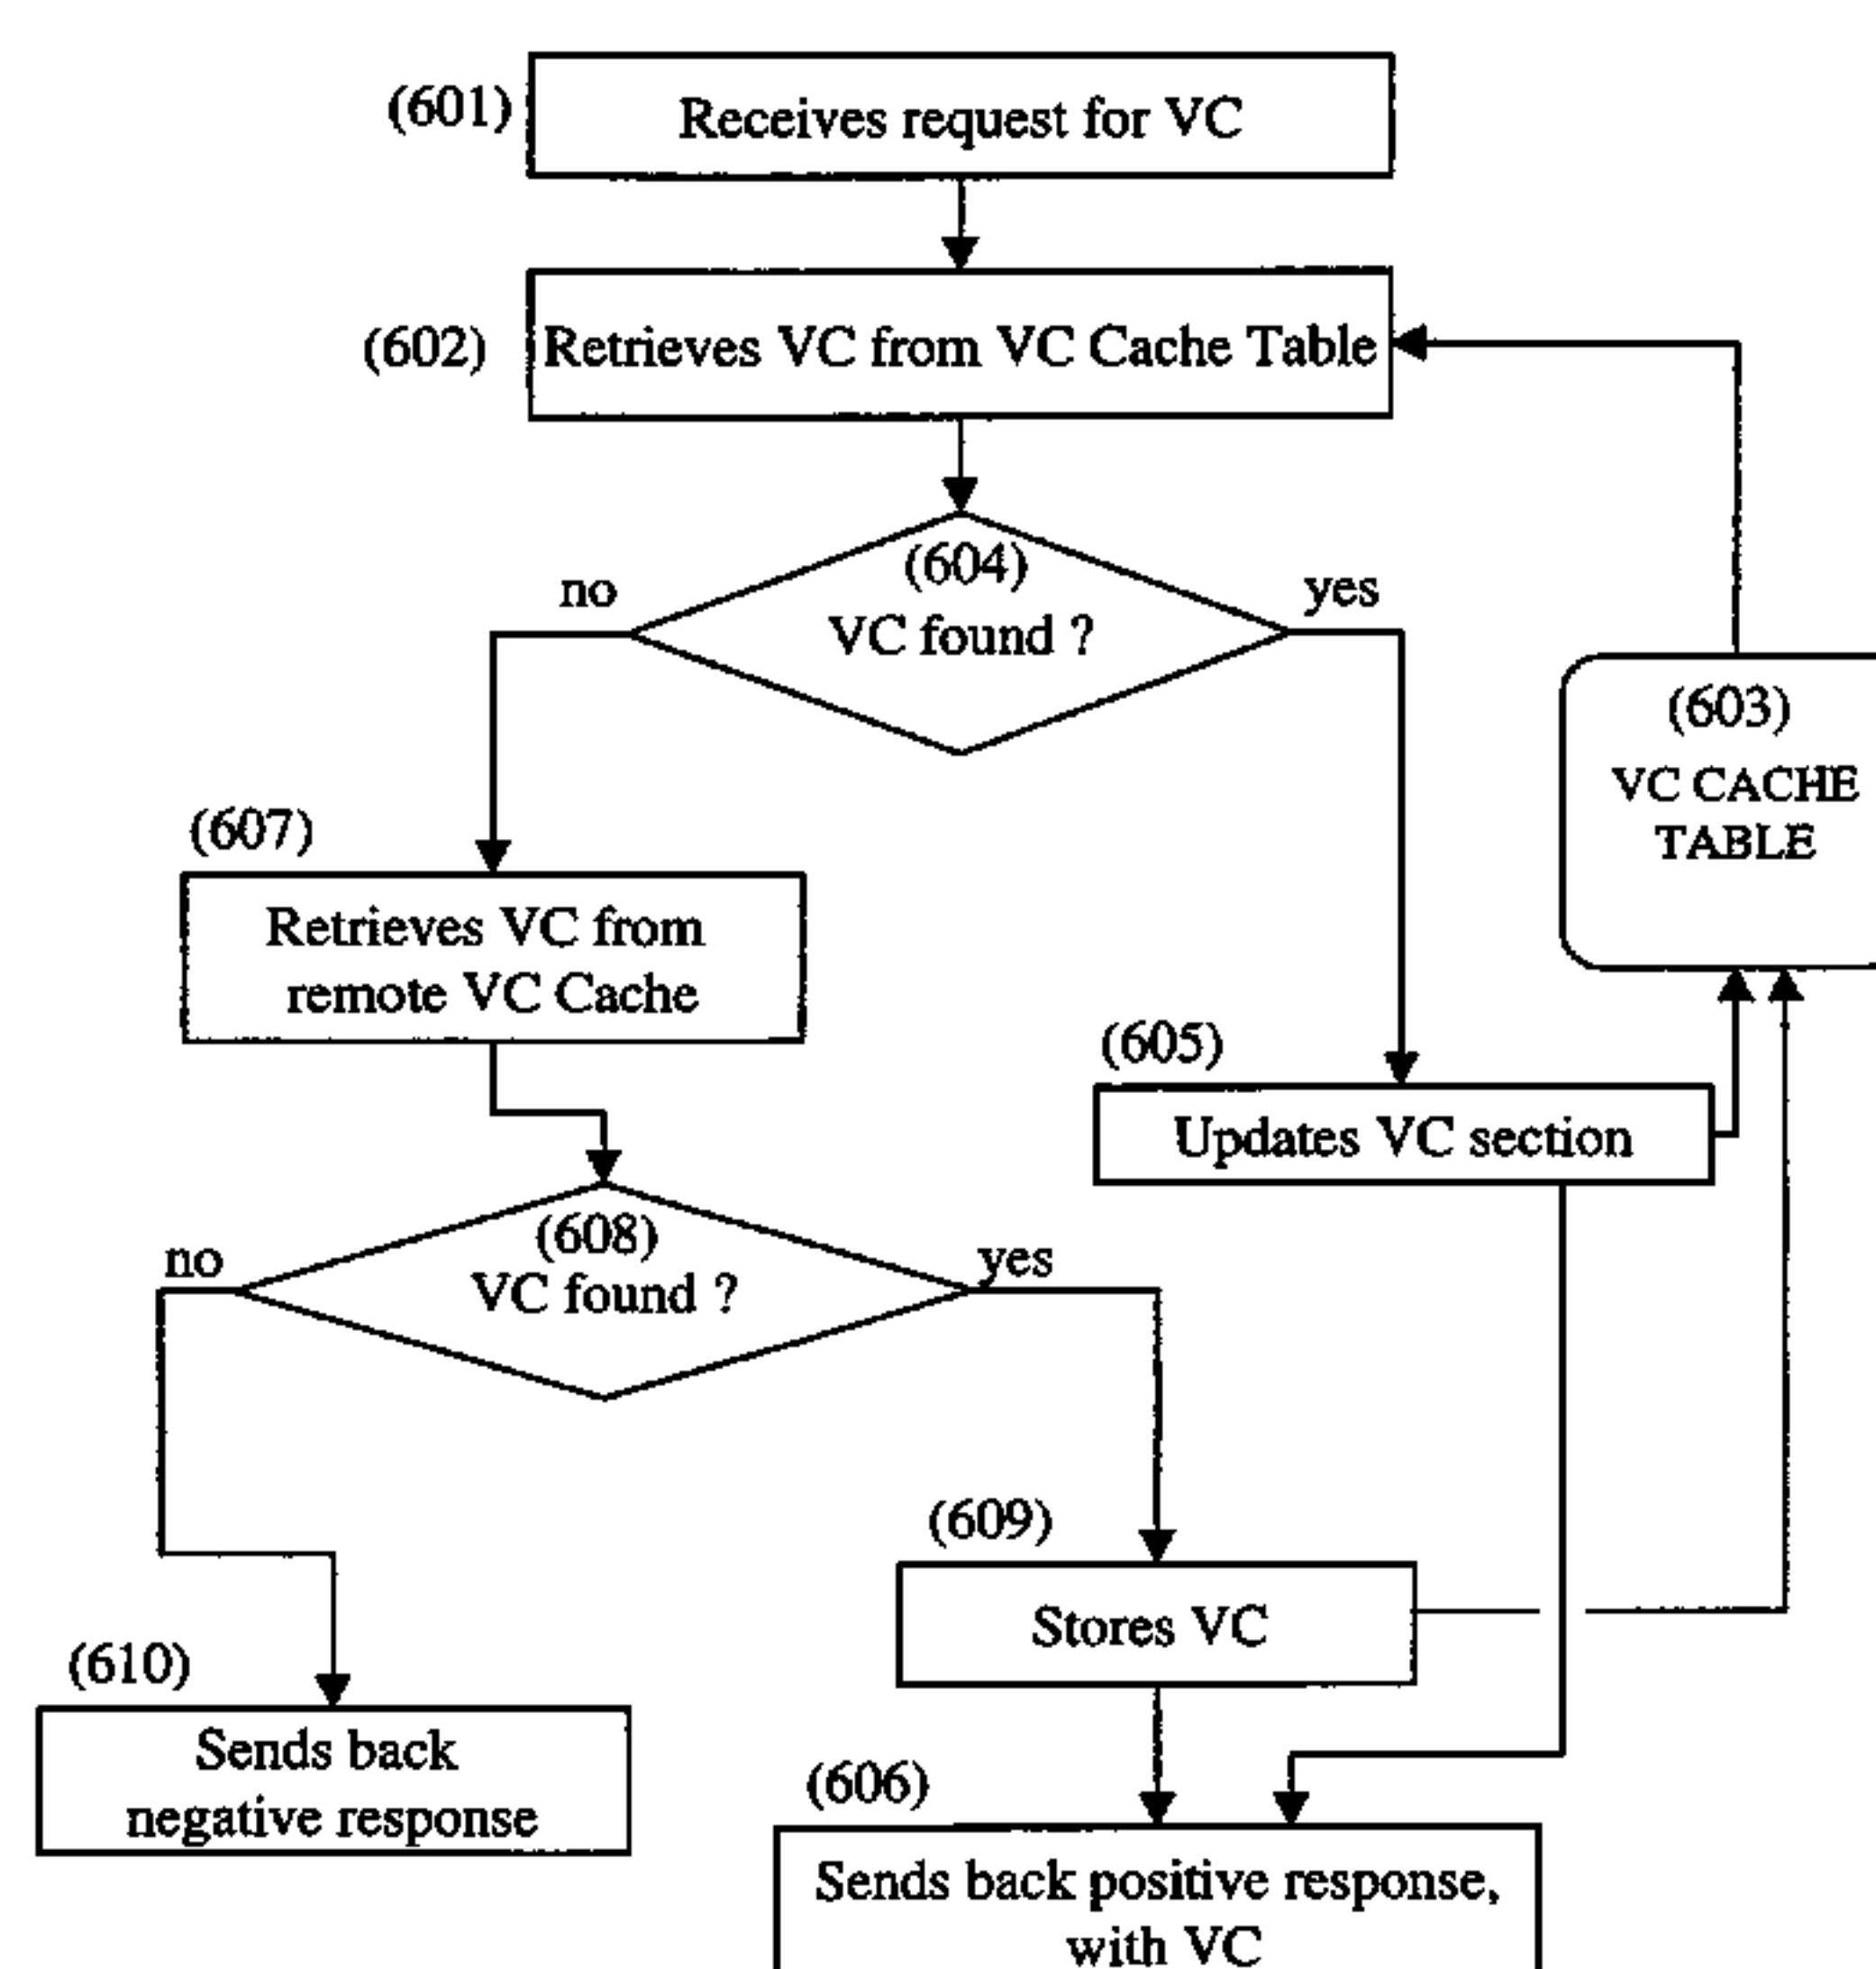 (601)
Receives request for VC
(602)
Retrieves VC from VC Cache Table
(604)
no
yes
VC found ?
(603)
VC CACHE
TABLE
(607)
Retrieves VC from
remote VC Cache
(605)
Updates VC section
(608)
no
yes
VC found ?
(609)
Stores VC
(610)
Sends back
negative response
(606)
Sends back positive response,
with VC